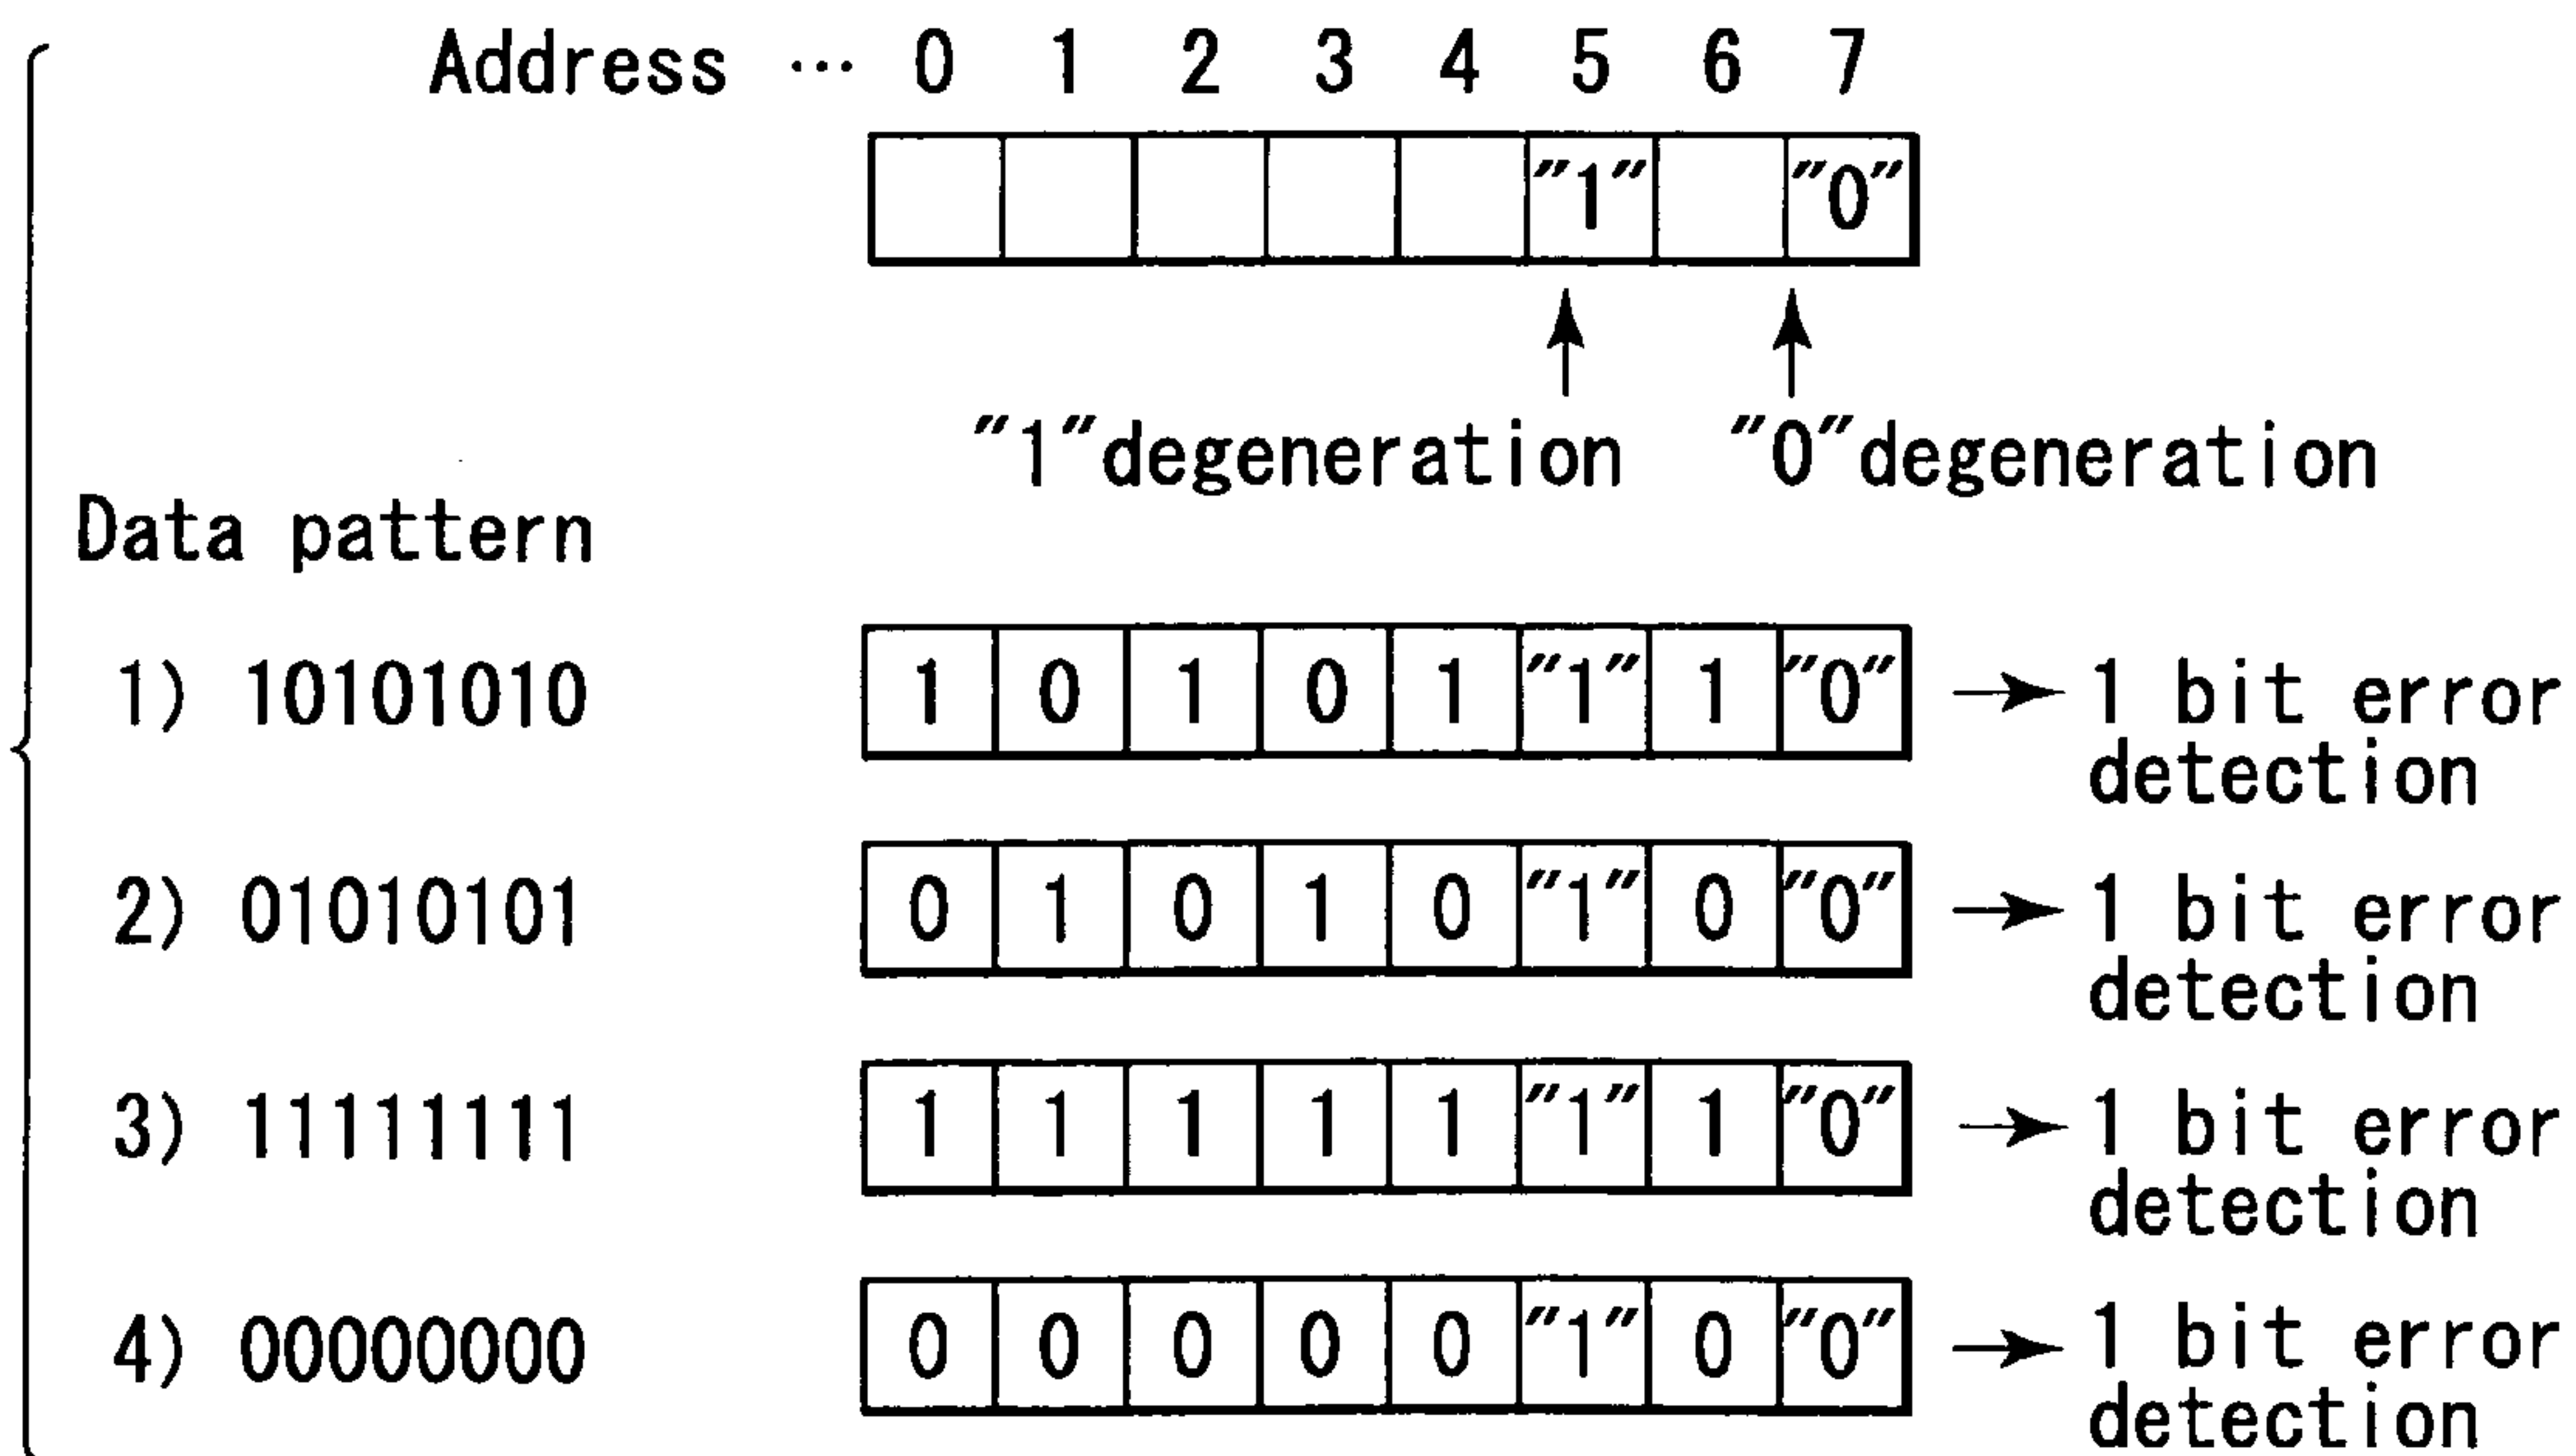 Address … 0 1 2 3 4 5 6 7
"1" "0"
"1"degeneration "0"degeneration
Data pattern
1) 10101010 1 0 1 0 1 "1" 1 "0" → 1 bit error
detection
2) 01010101 0 1 0 1 0 "1" 0 "0" → 1 bit error
detection
3) 11111111 1 1 1 1 1 "1" 1 "0" → 1 bit error
detection
4) 00000000 0 0 0 0 0 "1" 0 "0" → 1 bit error
detection